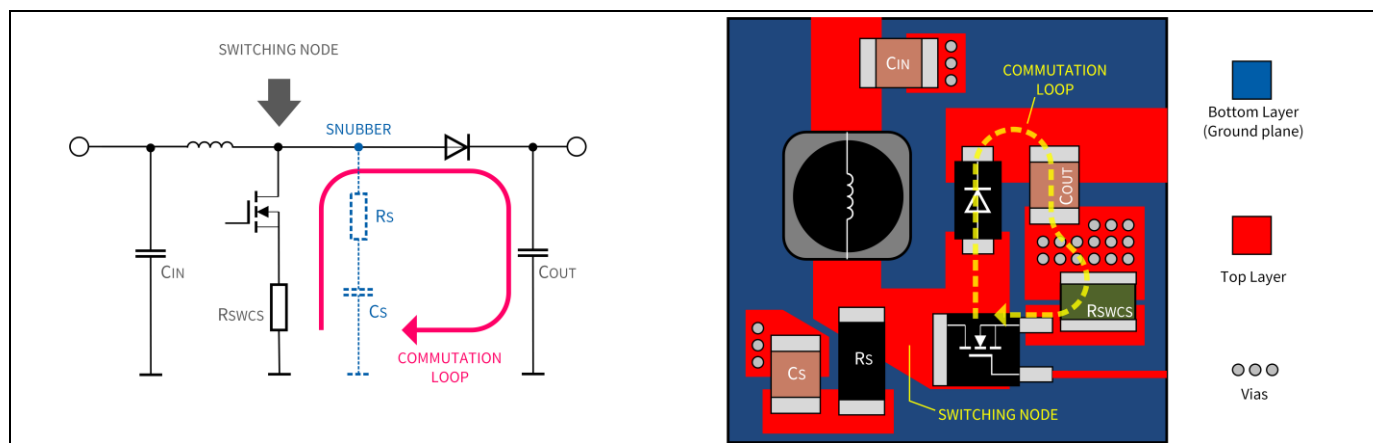 SWITCHING NODE
SNUBBER
RS
CS
CIN
RSWCS
COUT
COMMUTATION
LOOP
CIN
COMMUTATION
LOOP
COUT
RSWCS
CS
RS
SWITCHING NODE
Bottom Layer
(Ground plane)
Top Layer
Vias